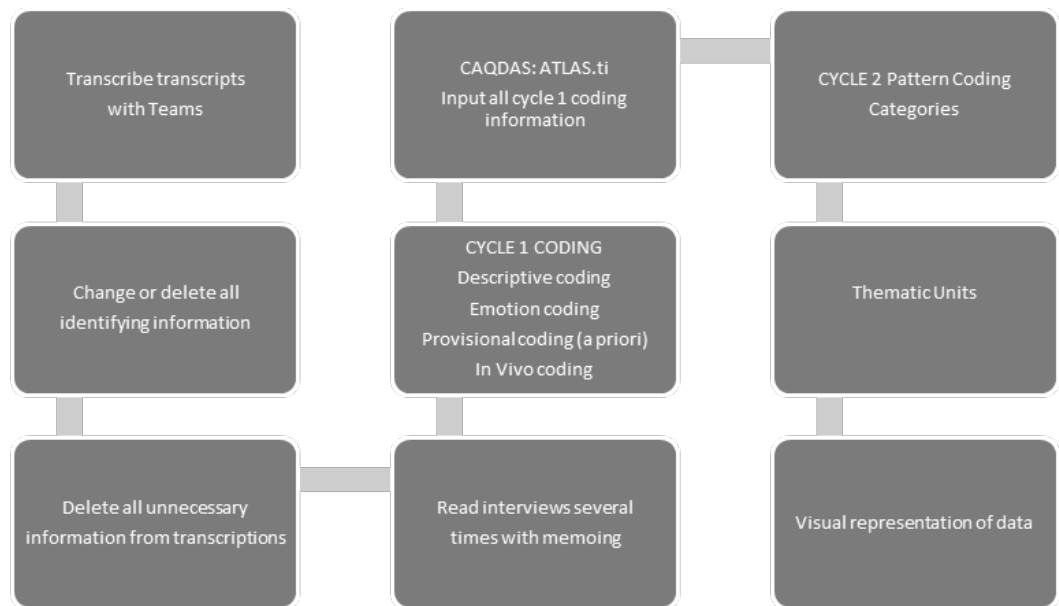 Transcribe transcripts
with Teams
Change or delete all
identifying information
Delete all unnecessary
information from transcriptions
Read interviews several
times with memoing
CYCLE 1 CODING
Descriptive coding
Emotion coding
Provisional coding (a priori)
In Vivo coding
CAQDAS: ATLAS.ti
Input all cycle 1 coding
information
CYCLE 2 Pattern Coding
Categories
Thematic Units
Visual representation of data